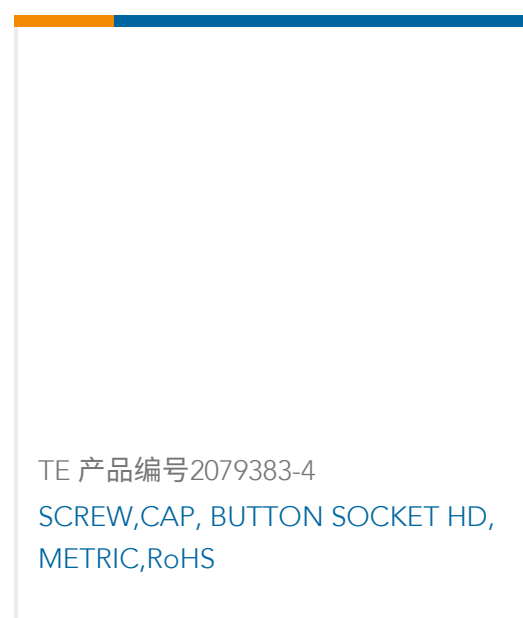 TE 产品编号2079383-4
SCREW,CAP, BUTTON SOCKET HD,
METRIC,RoHS